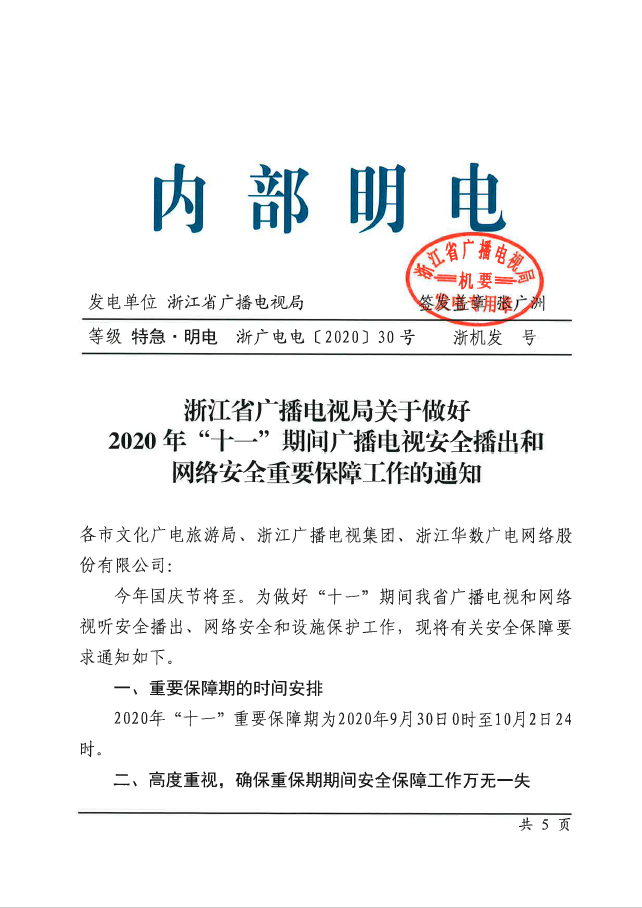 内部明电
浙江省广播电视局
机要
发电专用章
发电单位 浙江省广播电视局 签发盖章 张广洲
等级 特急·明电 浙广电电〔2020〕30号 浙机发 号
浙江省广播电视局关于做好
2020年“十一”期间广播电视安全播出和
网络安全重要保障工作的通知
各市文化广电旅游局、浙江广播电视集团、浙江华数广电网络股
份有限公司：
今年国庆节将至。为做好“十一”期间我省广播电视和网络
视听安全播出、网络安全和设施保护工作，现将有关安全保障要
求通知如下。
一、重要保障期的时间安排
2020年“十一”重要保障期为2020年9月30日0时至10月2日24
时。
二、高度重视，确保重保期期间安全保障工作万无一失
共 5 页